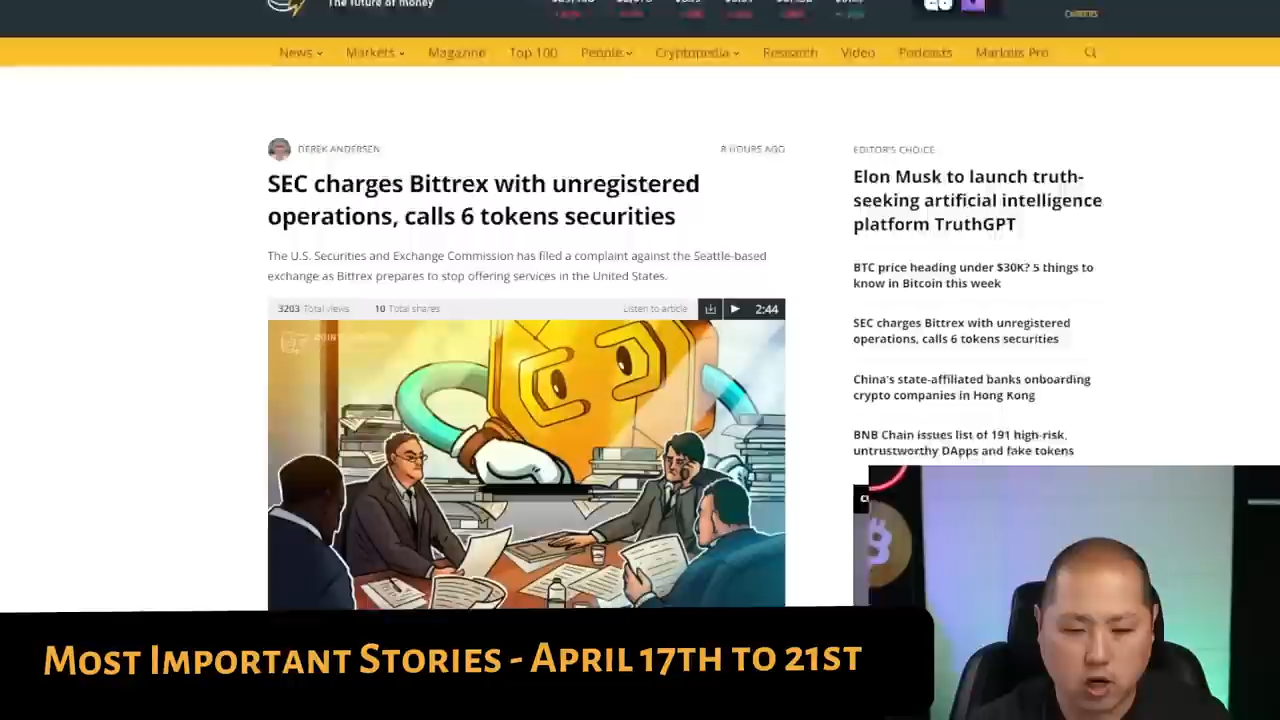 The future of money
News
Markets
Magazine
Top 100
People
Cryptopedia
Research
Video
Podcasts
Markets Pro
DEREK ANDERSEN
8 HOURS AGO
SEC charges Bittrex with unregistered
operations, calls 6 tokens securities
The U.S. Securities and Exchange Commission has filed a complaint against the Seattle-based
exchange as Bittrex prepares to stop offering services in the United States.
3203 Total views
10 Total shares
Listen to article
2:44
EDITOR'S CHOICE
Elon Musk to launch truth-
seeking artificial intelligence
platform TruthGPT
BTC price heading under $30K? 5 things to
know in Bitcoin this week
SEC charges Bittrex with unregistered
operations, calls 6 tokens securities
China's state-affiliated banks onboarding
crypto companies in Hong Kong
BNB Chain issues list of 191 high-risk,
untrustworthy DApps and fake tokens
Most Important Stories - April 17th to 21st